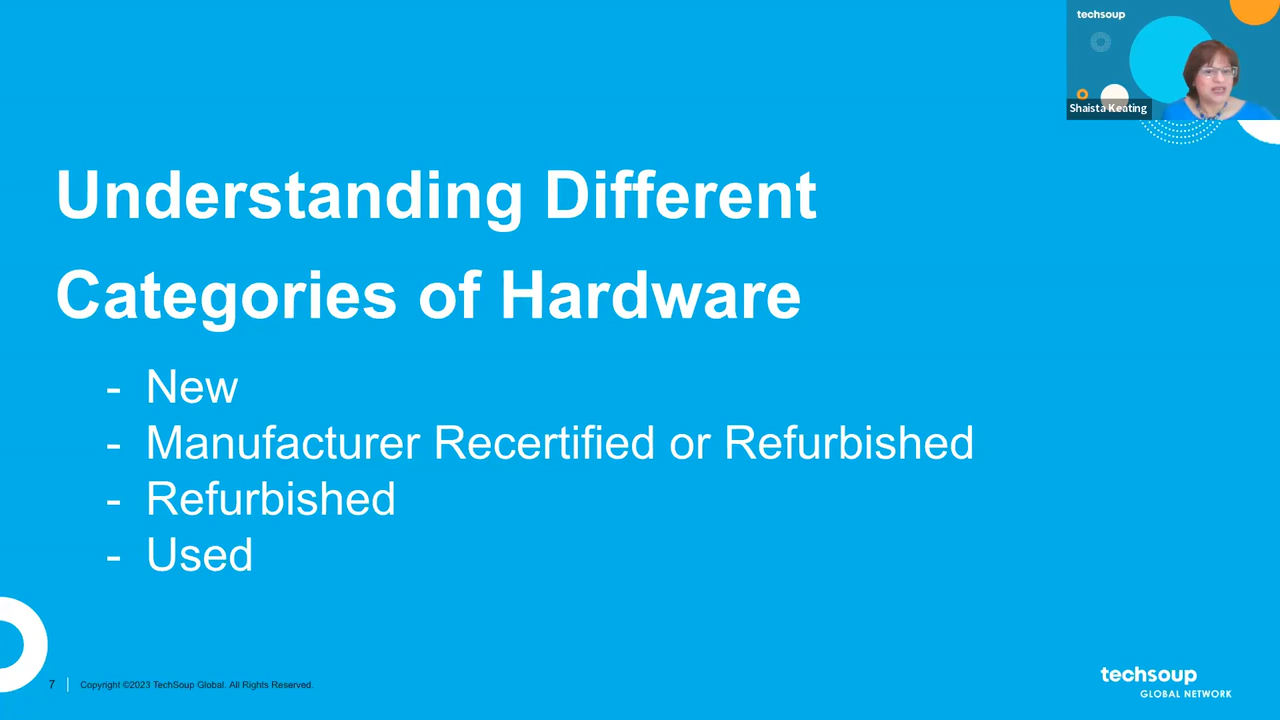 techsoup
Shaista Keating
Understanding Different
Categories of Hardware
- New
- Manufacturer Recertified or Refurbished
- Refurbished
- Used
7
Copyright ©2023 TechSoup Global. All Rights Reserved.
techsoup
GLOBAL NETWORK